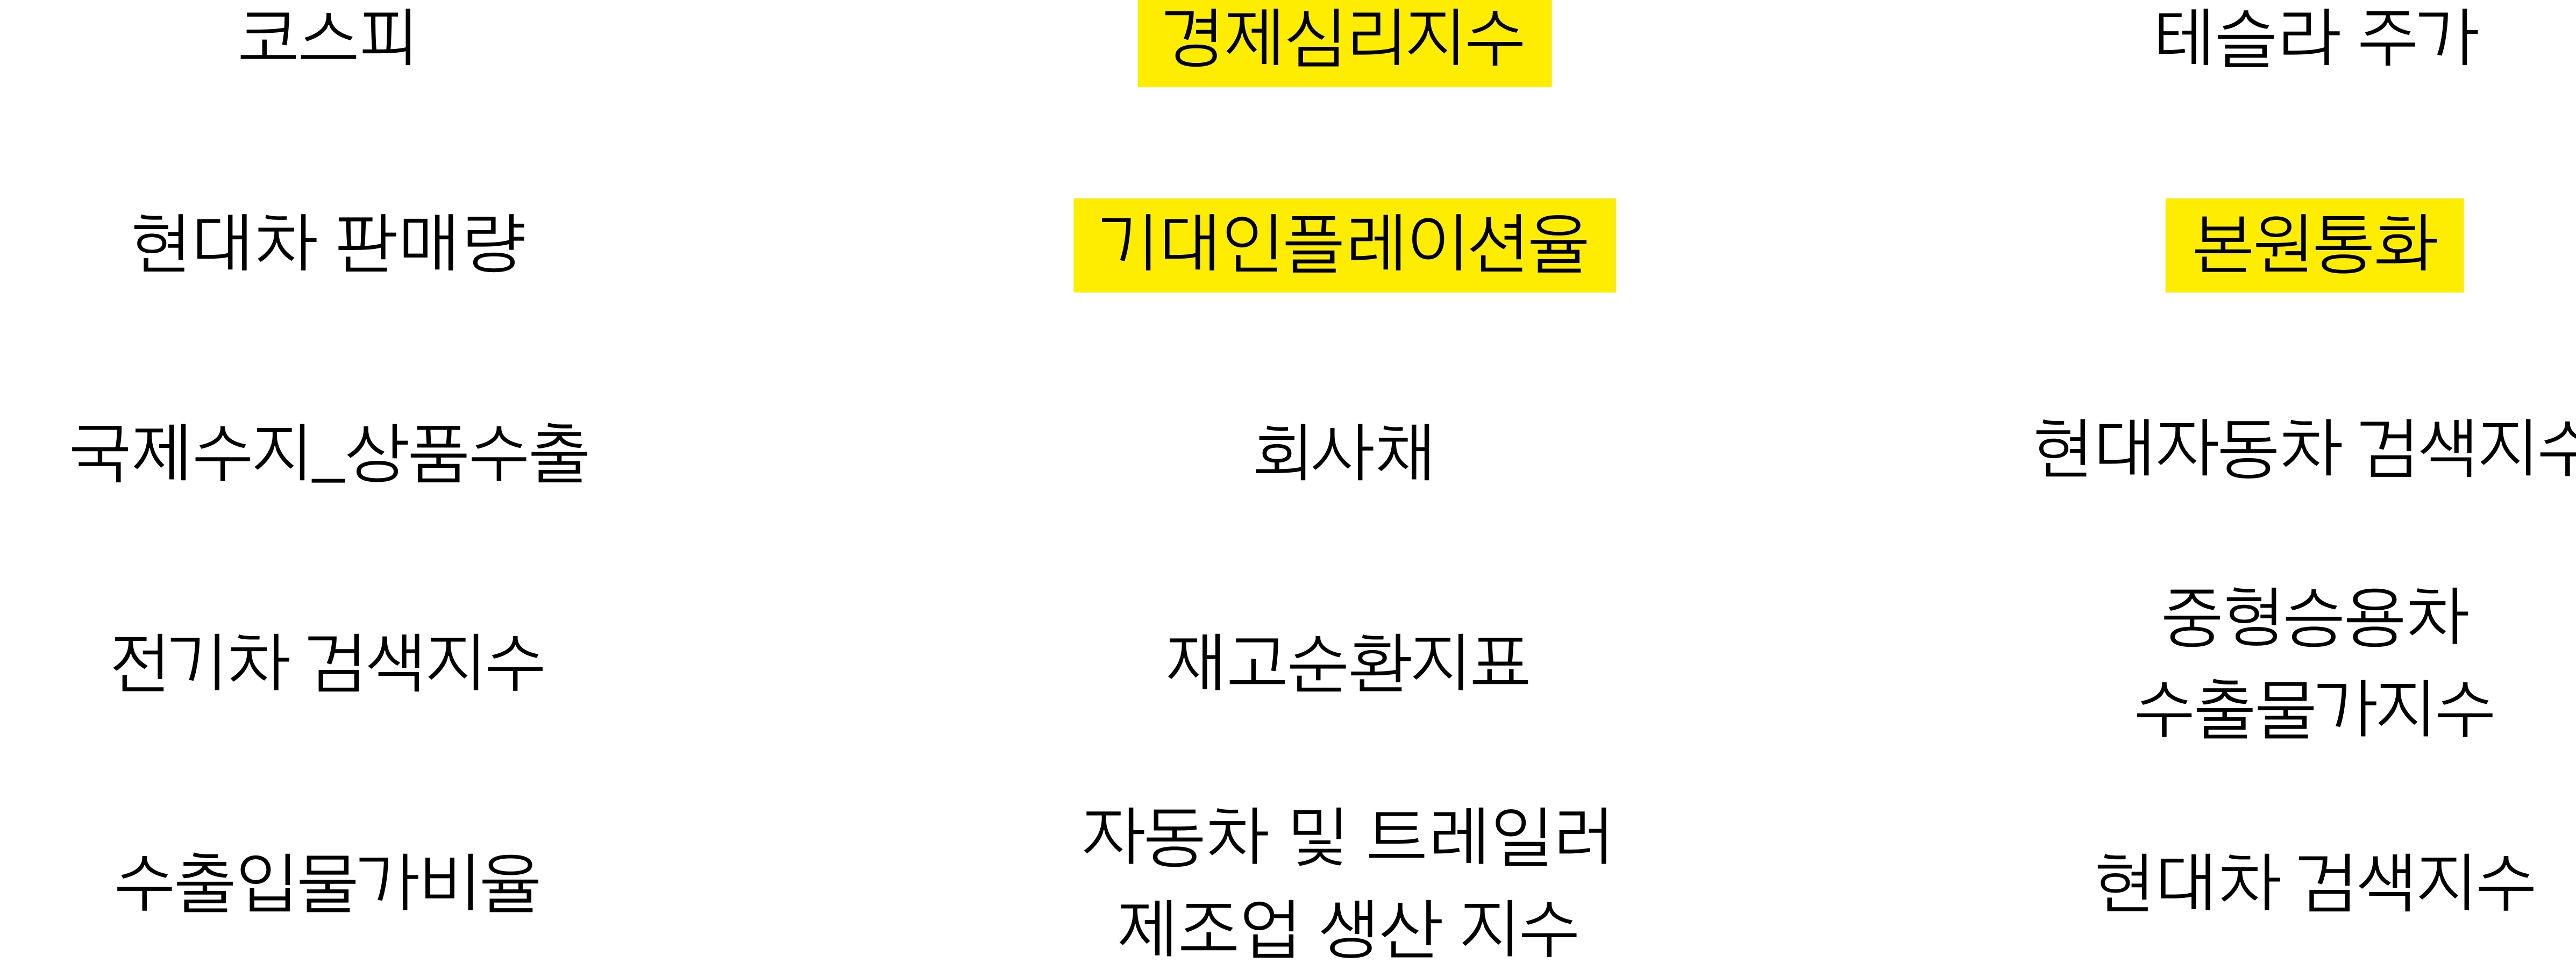 코스피
경제심리지수
테슬라 주가
현대차 판매량
기대인플레이션율
본원통화
국제수지_상품수출
회사채
현대자동차 검색지수
전기차 검색지수
재고순환지표
중형승용차
수출물가지수
수출입물가비율
자동차 및 트레일러
제조업 생산 지수
현대차 검색지수